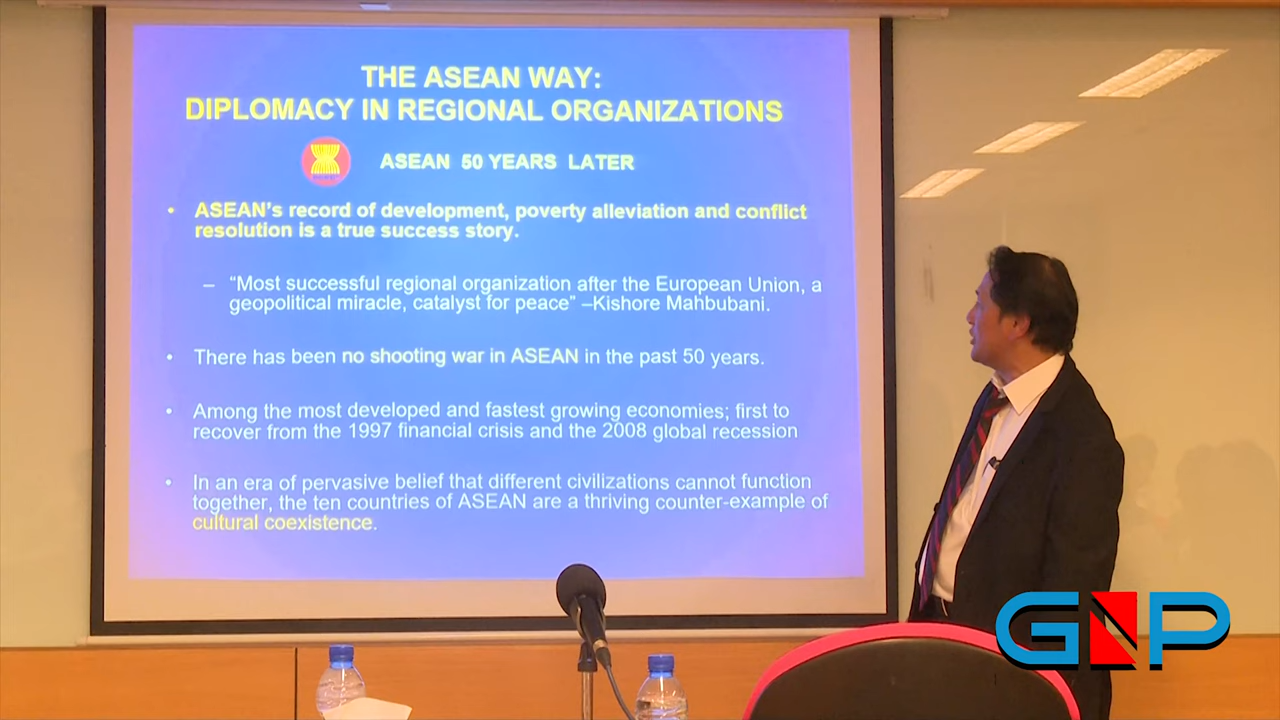 THE ASEAN WAY:
DIPLOMACY IN REGIONAL ORGANIZATIONS
ASEAN 50 YEARS LATER
• ASEAN's record of development, poverty alleviation and conflict
resolution is a true success story.
– “Most successful regional organization after the European Union, a
geopolitical miracle, catalyst for peace” –Kishore Mahbubani.
• There has been no shooting war in ASEAN in the past 50 years.
• Among the most developed and fastest growing economies; first to
recover from the 1997 financial crisis and the 2008 global recession
• In an era of pervasive belief that different civilizations cannot function
together, the ten countries of ASEAN are a thriving counter-example of
cultural coexistence.
GNP